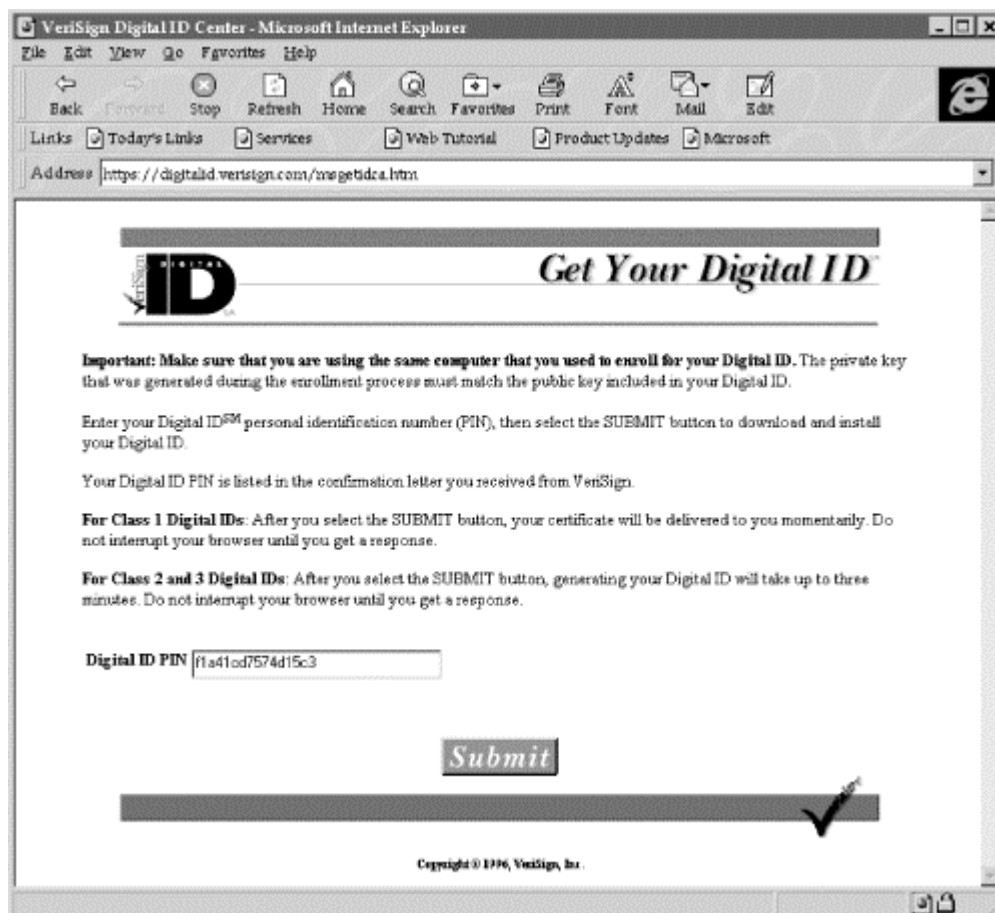 VeriSign Digital ID Center - Microsoft Internet Explorer
File Edit View Go Favorites Help
Back Forward Stop Refresh Home Search Favorites Print Font Mail Edit
Links Today's Links Services Web Tutorial Product Updates Microsoft
Address https://digitalid.verisign.com/msgetidca.htm
VeriSign DIGITAL ID
Get Your Digital ID
Important: Make sure that you are using the same computer that you used to enroll for your Digital ID. The private key
that was generated during the enrollment process must match the public key included in your Digital ID.
Enter your Digital IDSM personal identification number (PIN), then select the SUBMIT button to download and install
your Digital ID.
Your Digital ID PIN is listed in the confirmation letter you received from VeriSign.
For Class 1 Digital IDs: After you select the SUBMIT button, your certificate will be delivered to you momentarily. Do
not interrupt your browser until you get a response.
For Class 2 and 3 Digital IDs: After you select the SUBMIT button, generating your Digital ID will take up to three
minutes. Do not interrupt your browser until you get a response.
Digital ID PIN f1a41cd7574d15c3
Submit
Copyright © 1996, VeriSign, Inc.